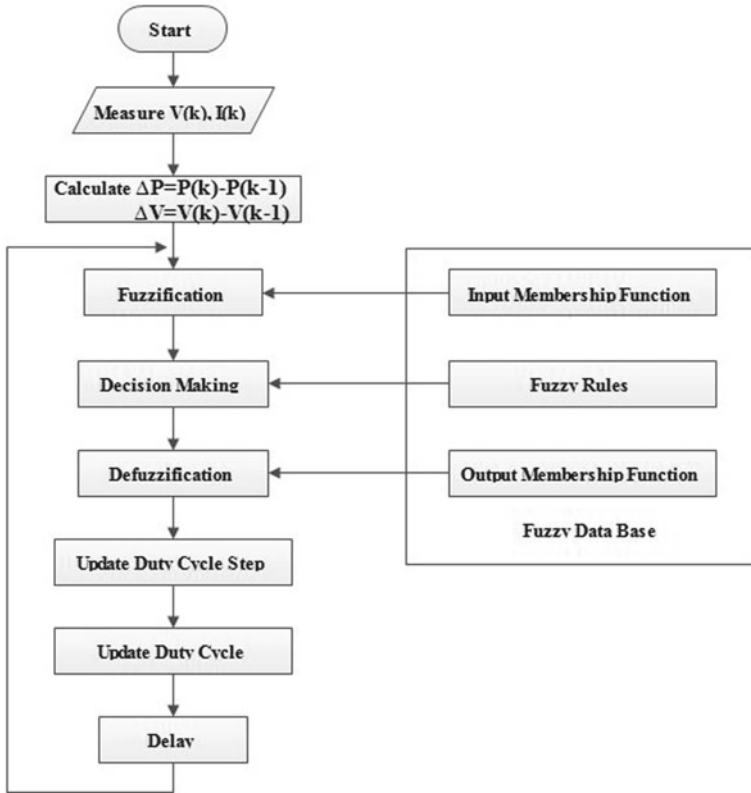 Start
Measure V(k), I(k)
Calculate ΔP=P(k)-P(k-1)
ΔV=V(k)-V(k-1)
Fuzzification
Input Membership Function
Decision Making
Fuzzy Rules
Defuzzification
Output Membership Function
Fuzzy Data Base
Update Duty Cycle Step
Update Duty Cycle
Delay